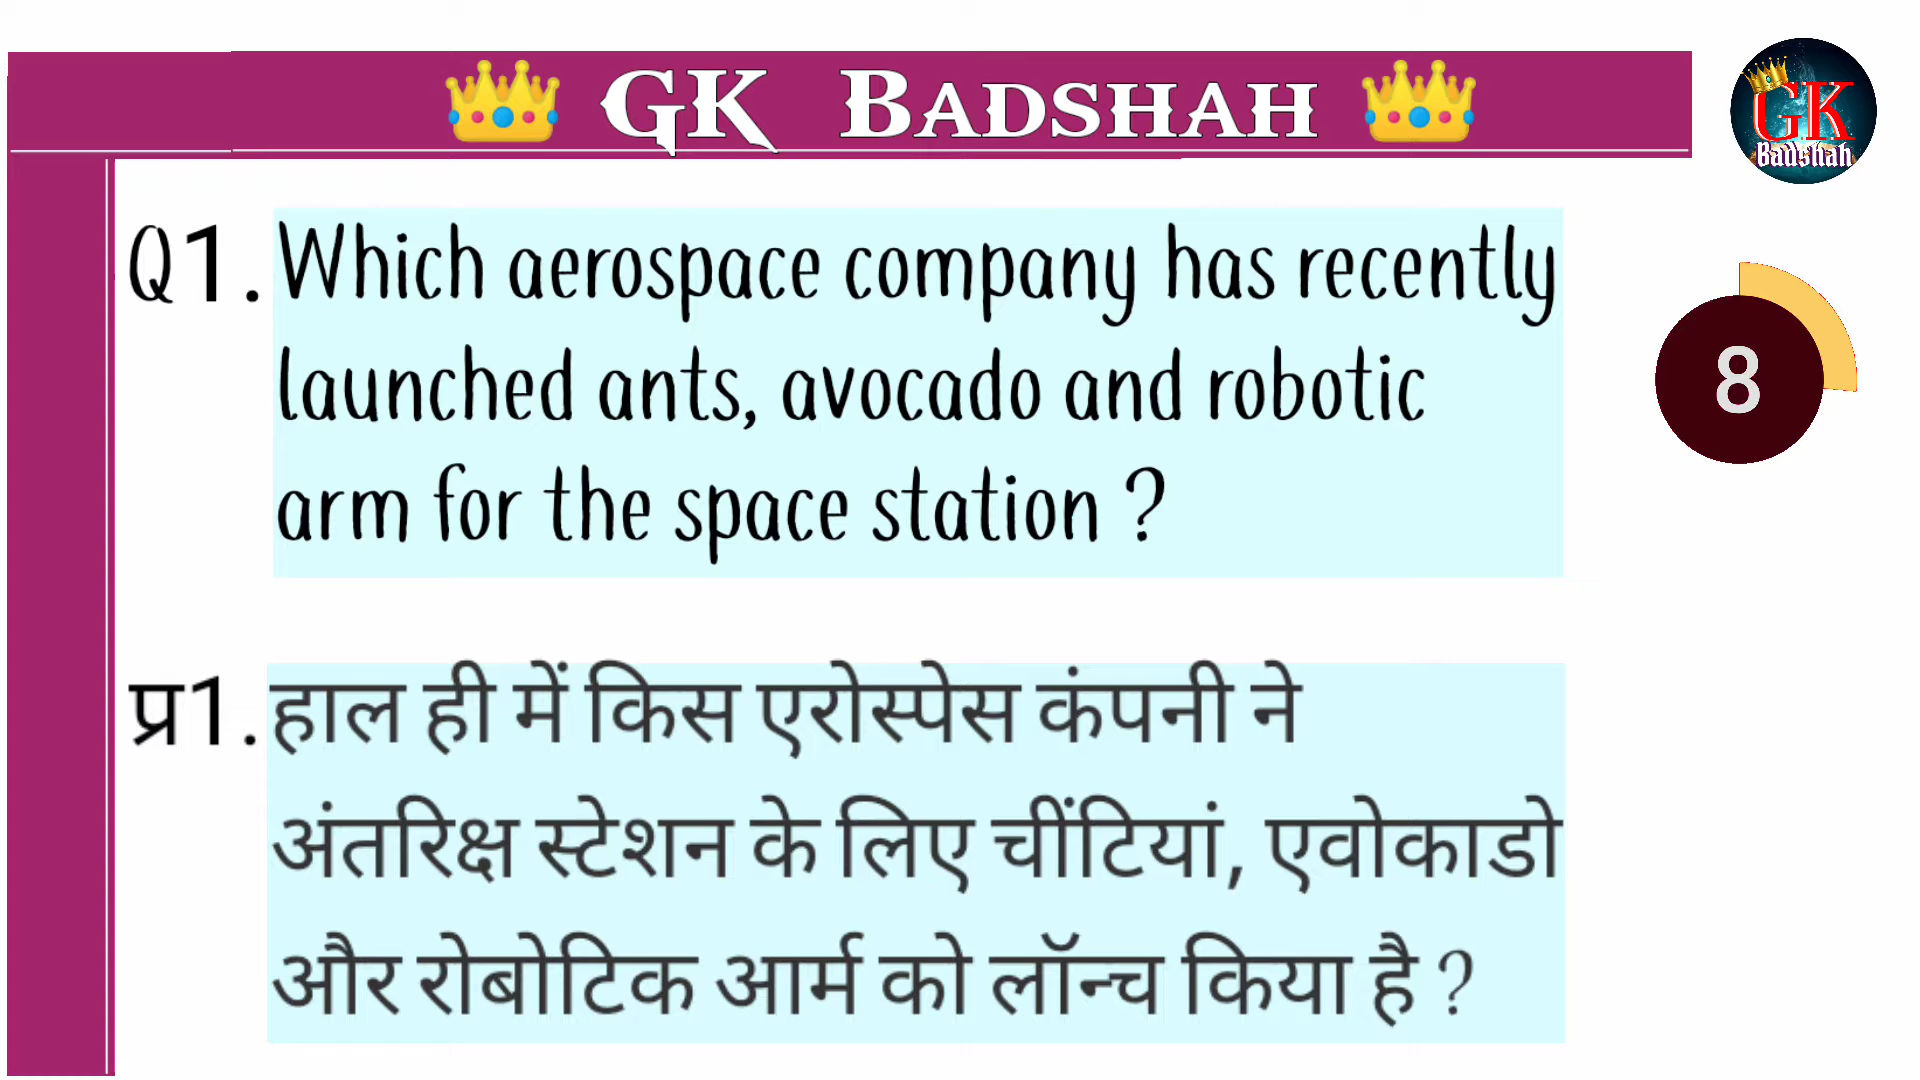 GK Badshah
GK
Badshah
Q1. Which aerospace company has recently
launched ants, avocado and robotic
arm for the space station ?
8
प्र1. हाल ही में किस एरोस्पेस कंपनी ने
अंतरिक्ष स्टेशन के लिए चींटियां, एवोकाडो
और रोबोटिक आर्म को लॉन्च किया है ?